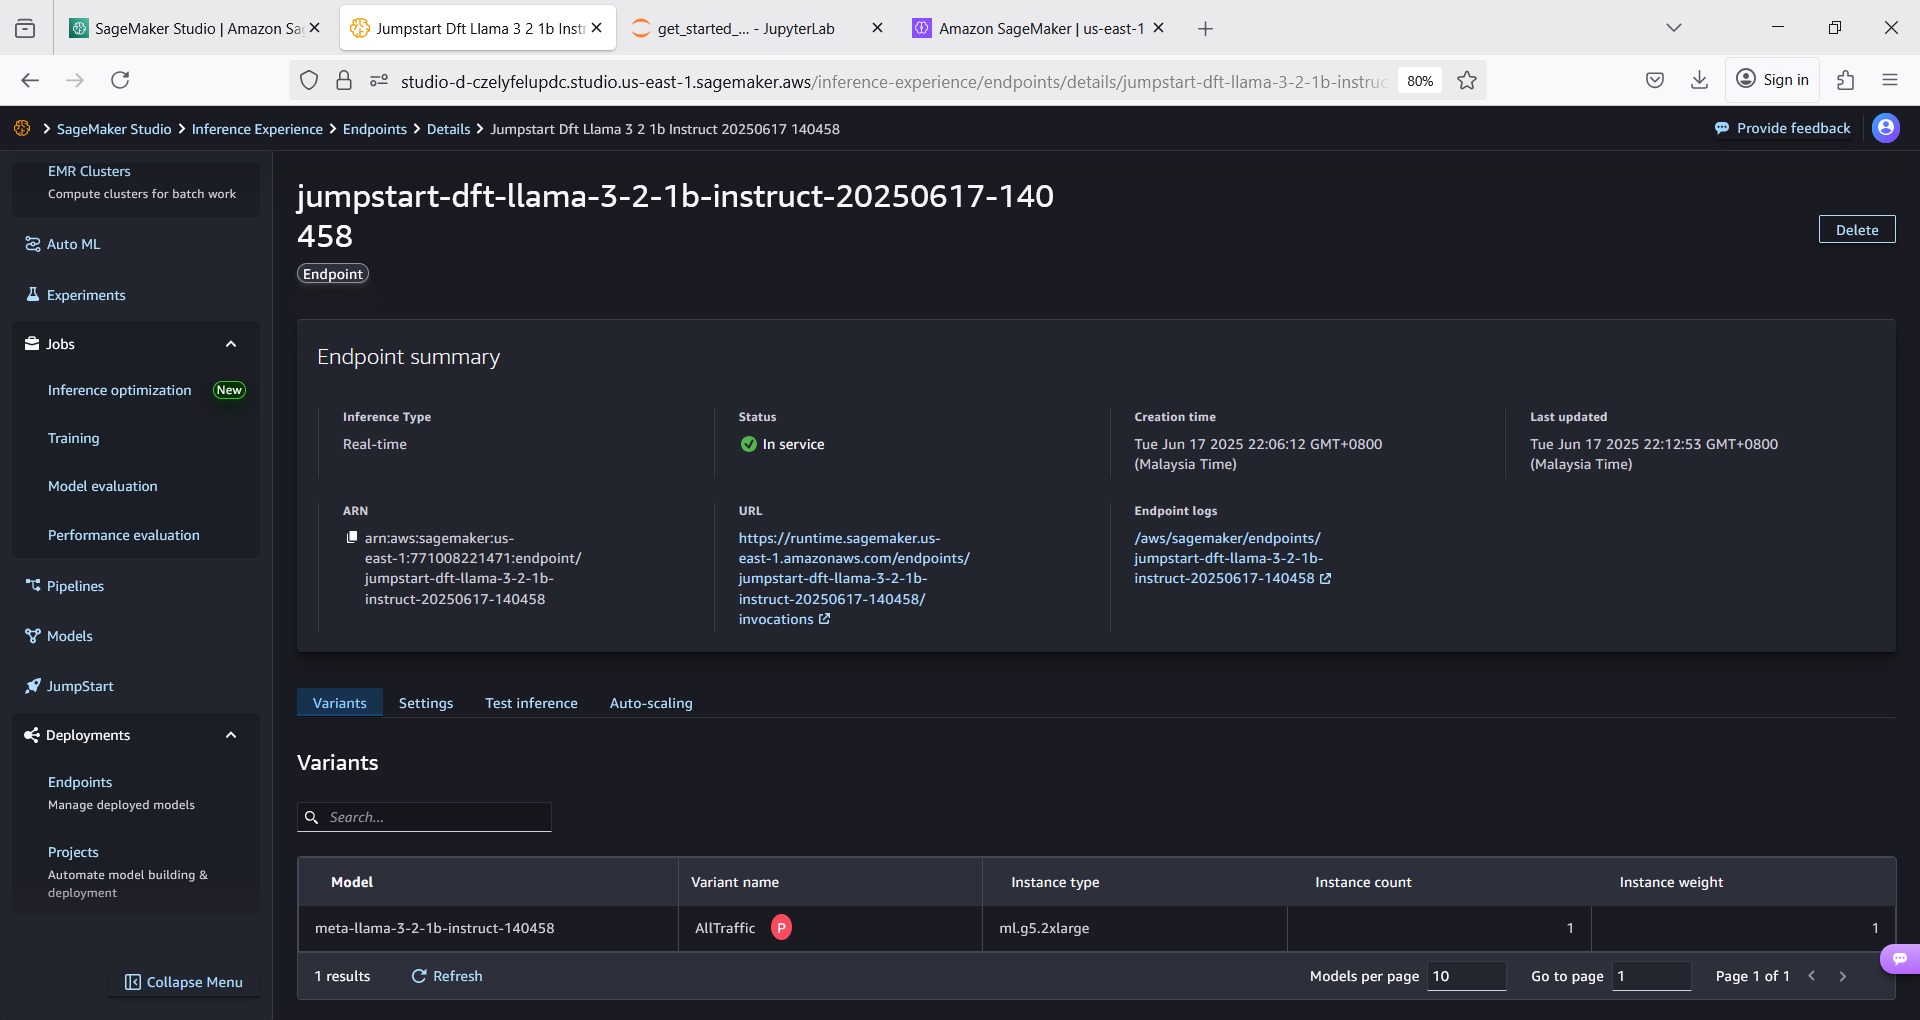 SageMaker Studio | Amazon Sa
Jumpstart Dft Llama 3 2 1b Instr
get_started_... - JupyterLab
Amazon SageMaker | us-east-1
studio-d-czelyfelupdc.studio.us-east-1.sagemaker.aws/inference-experience/endpoints/details/jumpstart-dft-llama-3-2-1b-instruc
80%
Sign in
SageMaker Studio > Inference Experience > Endpoints > Details > Jumpstart Dft Llama 3 2 1b Instruct 20250617 140458
Provide feedback
EMR Clusters
Compute clusters for batch work
Auto ML
Experiments
Jobs
Inference optimization New
Training
Model evaluation
Performance evaluation
Pipelines
Models
JumpStart
Deployments
Endpoints
Manage deployed models
Projects
Automate model building &
deployment
Collapse Menu
jumpstart-dft-llama-3-2-1b-instruct-20250617-140
458
Delete
Endpoint
Endpoint summary
Inference Type
Real-time
Status
In service
Creation time
Tue Jun 17 2025 22:06:12 GMT+0800
(Malaysia Time)
Last updated
Tue Jun 17 2025 22:12:53 GMT+0800
(Malaysia Time)
ARN
arn:aws:sagemaker:us-
east-1:771008221471:endpoint/
jumpstart-dft-llama-3-2-1b-
instruct-20250617-140458
URL
https://runtime.sagemaker.us-
east-1.amazonaws.com/endpoints/
jumpstart-dft-llama-3-2-1b-
instruct-20250617-140458/
invocations
Endpoint logs
/aws/sagemaker/endpoints/
jumpstart-dft-llama-3-2-1b-
instruct-20250617-140458
Variants Settings Test inference Auto-scaling
Variants
Search...
Model Variant name Instance type Instance count Instance weight
meta-llama-3-2-1b-instruct-140458 AllTraffic P ml.g5.2xlarge 1 1
1 results Refresh Models per page 10 Go to page 1 Page 1 of 1